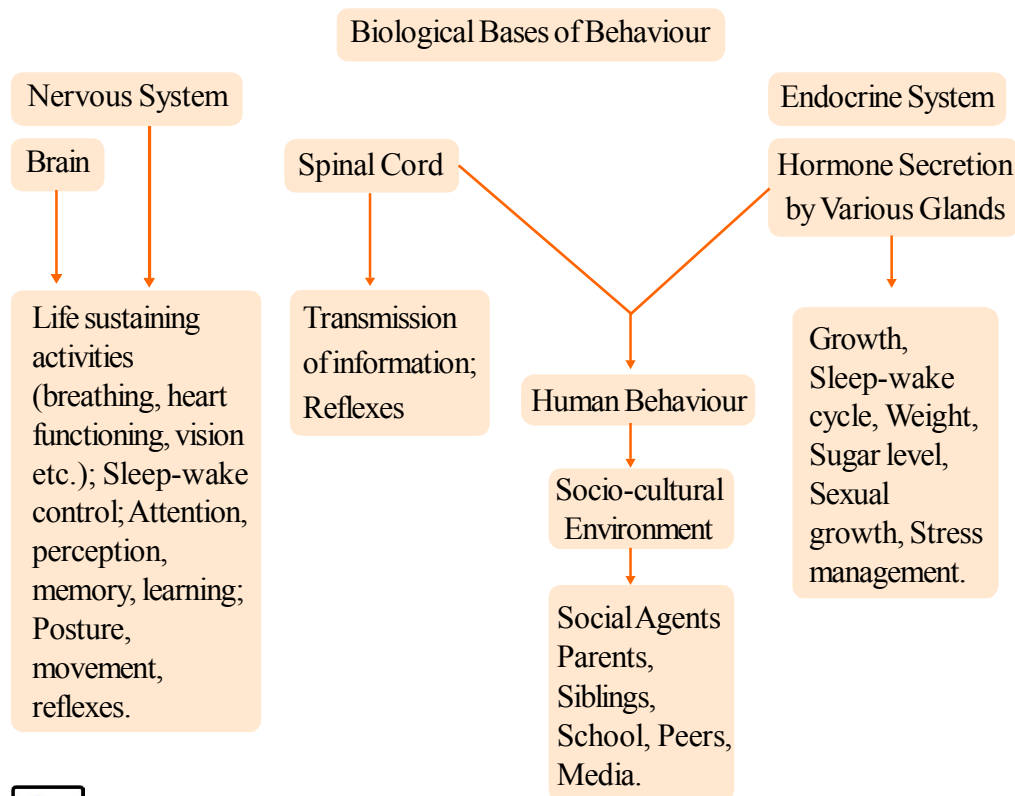 Biological Bases of Behaviour
Nervous System
Endocrine System
Brain
Spinal Cord
Hormone Secretion
by Various Glands
Life sustaining
activities
(breathing, heart
functioning, vision
etc.); Sleep-wake
control; Attention,
perception,
memory, learning;
Posture,
movement,
reflexes.
Transmission
of information;
Reflexes
Human Behaviour
Socio-cultural
Environment
Social Agents
Parents,
Siblings,
School, Peers,
Media.
Growth,
Sleep-wake
cycle, Weight,
Sugar level,
Sexual
growth, Stress
management.